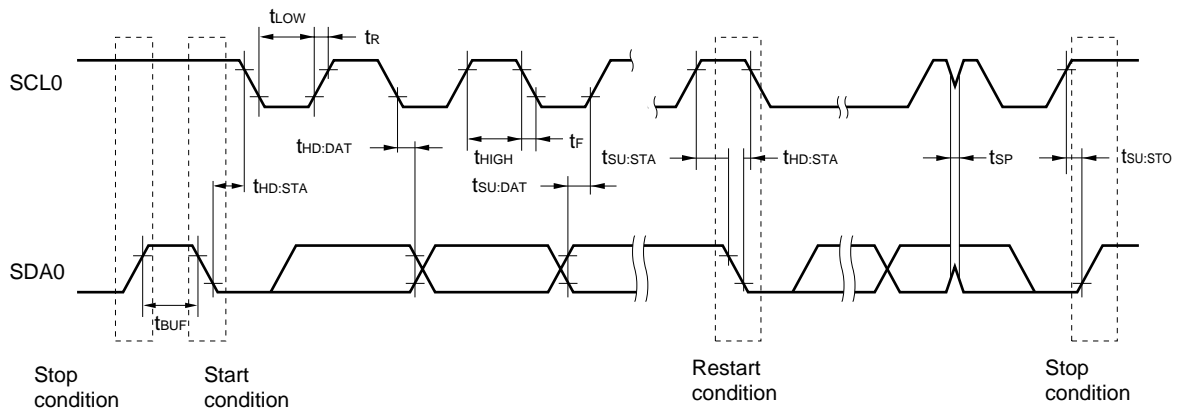 tLOW
tR
SCL0
tHD:DAT
tHIGH
tF
tSU:STA
tHD:STA
tSP
tSU:STO
tHD:STA
tSU:DAT
SDA0
tBUF
Stop
condition
Start
condition
Restart
condition
Stop
condition